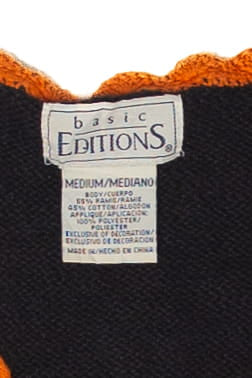 basic
EDITIONS®
MEDIUM/MEDIANO
BODY/CUERPO
55% RAMIE/RAMIE
45% COTTON/ALGODON
APPLIQUE/APLICACION:
100% POLYESTER/
POLIESTER
EXCLUSIVE OF DECORATION/
EXCLUSIVO DE DECORACION
MADE IN/HECHO EN CHINA